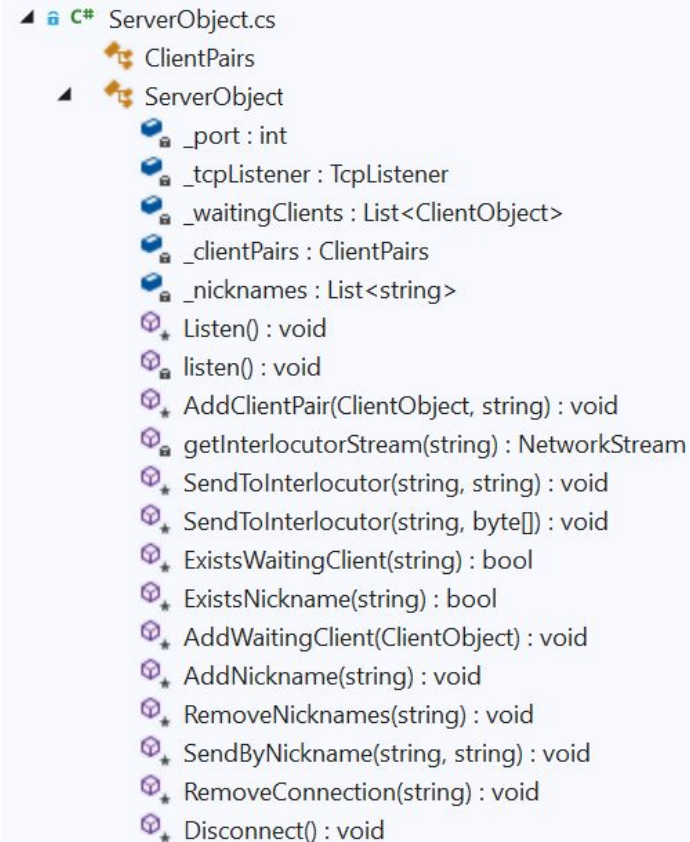 C# ServerObject.cs
ClientPairs
ServerObject
_port : int
_tcpListener : TcpListener
_waitingClients : List<ClientObject>
_clientPairs : ClientPairs
_nicknames : List<string>
Listen() : void
listen() : void
AddClientPair(ClientObject, string) : void
getInterlocutorStream(string) : NetworkStream
SendToInterlocutor(string, string) : void
SendToInterlocutor(string, byte[]) : void
ExistsWaitingClient(string) : bool
ExistsNickname(string) : bool
AddWaitingClient(ClientObject) : void
AddNickname(string) : void
RemoveNicknames(string) : void
SendByNickname(string, string) : void
RemoveConnection(string) : void
Disconnect() : void